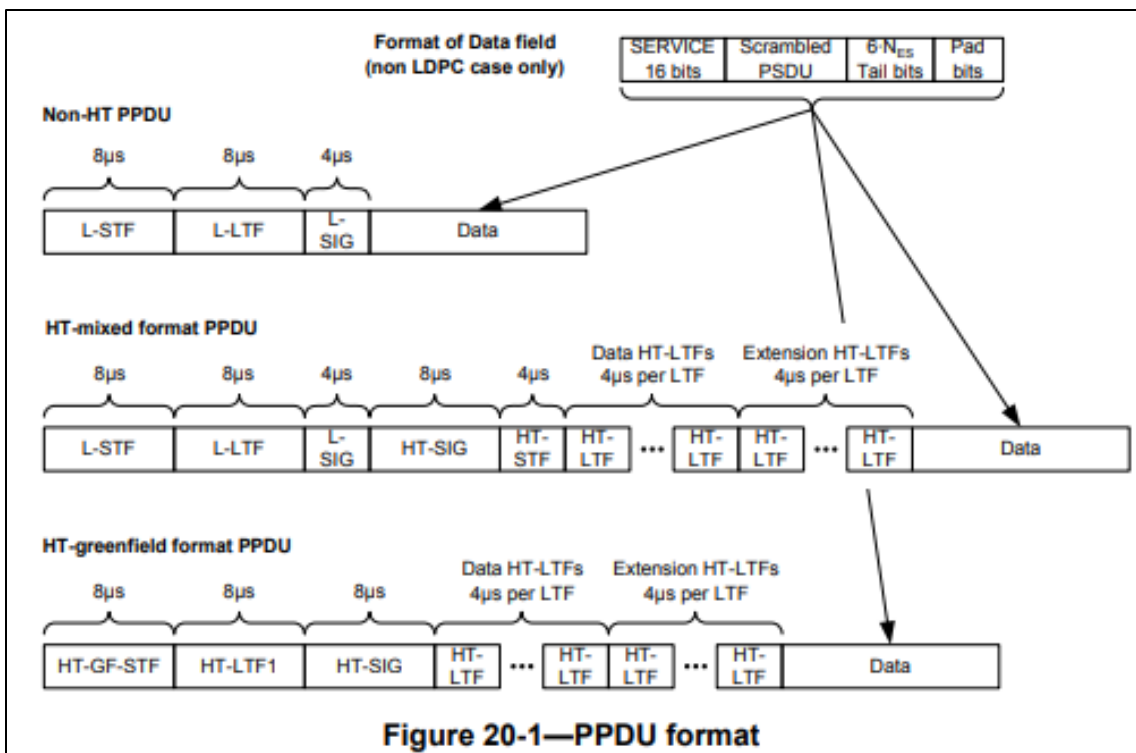 Format of Data field
(non LDPC case only)
SERVICE
16 bits
Scrambled
PSDU
6·N_ES
Tail bits
Pad
bits
Non-HT PPDU
8µs
8µs
4µs
L-STF
L-LTF
L-
SIG
Data
HT-mixed format PPDU
Data HT-LTFs
4µs per LTF
Extension HT-LTFs
4µs per LTF
8µs
8µs
4µs
8µs
4µs
L-STF
L-LTF
L-
SIG
HT-SIG
HT-
STF
HT-
LTF
•••
HT-
LTF
HT-
LTF
•••
HT-
LTF
Data
HT-greenfield format PPDU
Data HT-LTFs
4µs per LTF
Extension HT-LTFs
4µs per LTF
8µs
8µs
8µs
HT-GF-STF
HT-LTF1
HT-SIG
HT-
LTF
•••
HT-
LTF
HT-
LTF
•••
HT-
LTF
Data
Figure 20-1—PPDU format